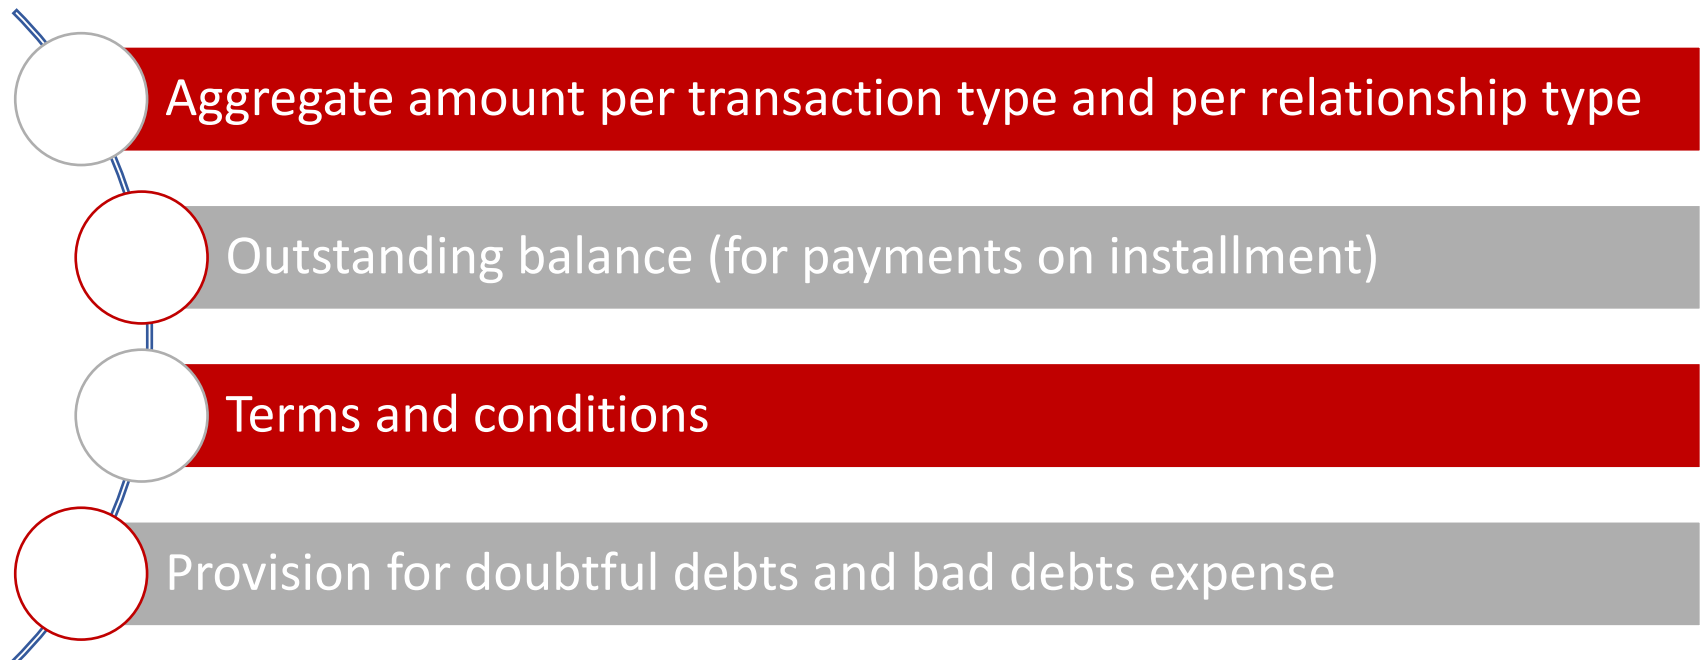 Aggregate amount per transaction type and per relationship type
Outstanding balance (for payments on installment)
Terms and conditions
Provision for doubtful debts and bad debts expense